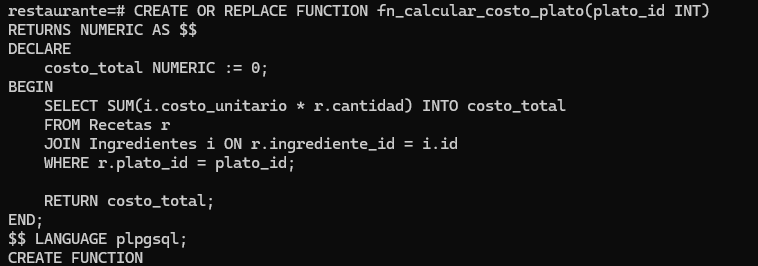 restaurante=# CREATE OR REPLACE FUNCTION fn_calcular_costo_plato(plato_id INT)
RETURNS NUMERIC AS $$
DECLARE
    costo_total NUMERIC := 0;
BEGIN
    SELECT SUM(i.costo_unitario * r.cantidad) INTO costo_total
    FROM Recetas r
    JOIN Ingredientes i ON r.ingrediente_id = i.id
    WHERE r.plato_id = plato_id;

    RETURN costo_total;
END;
$$ LANGUAGE plpgsql;
CREATE FUNCTION